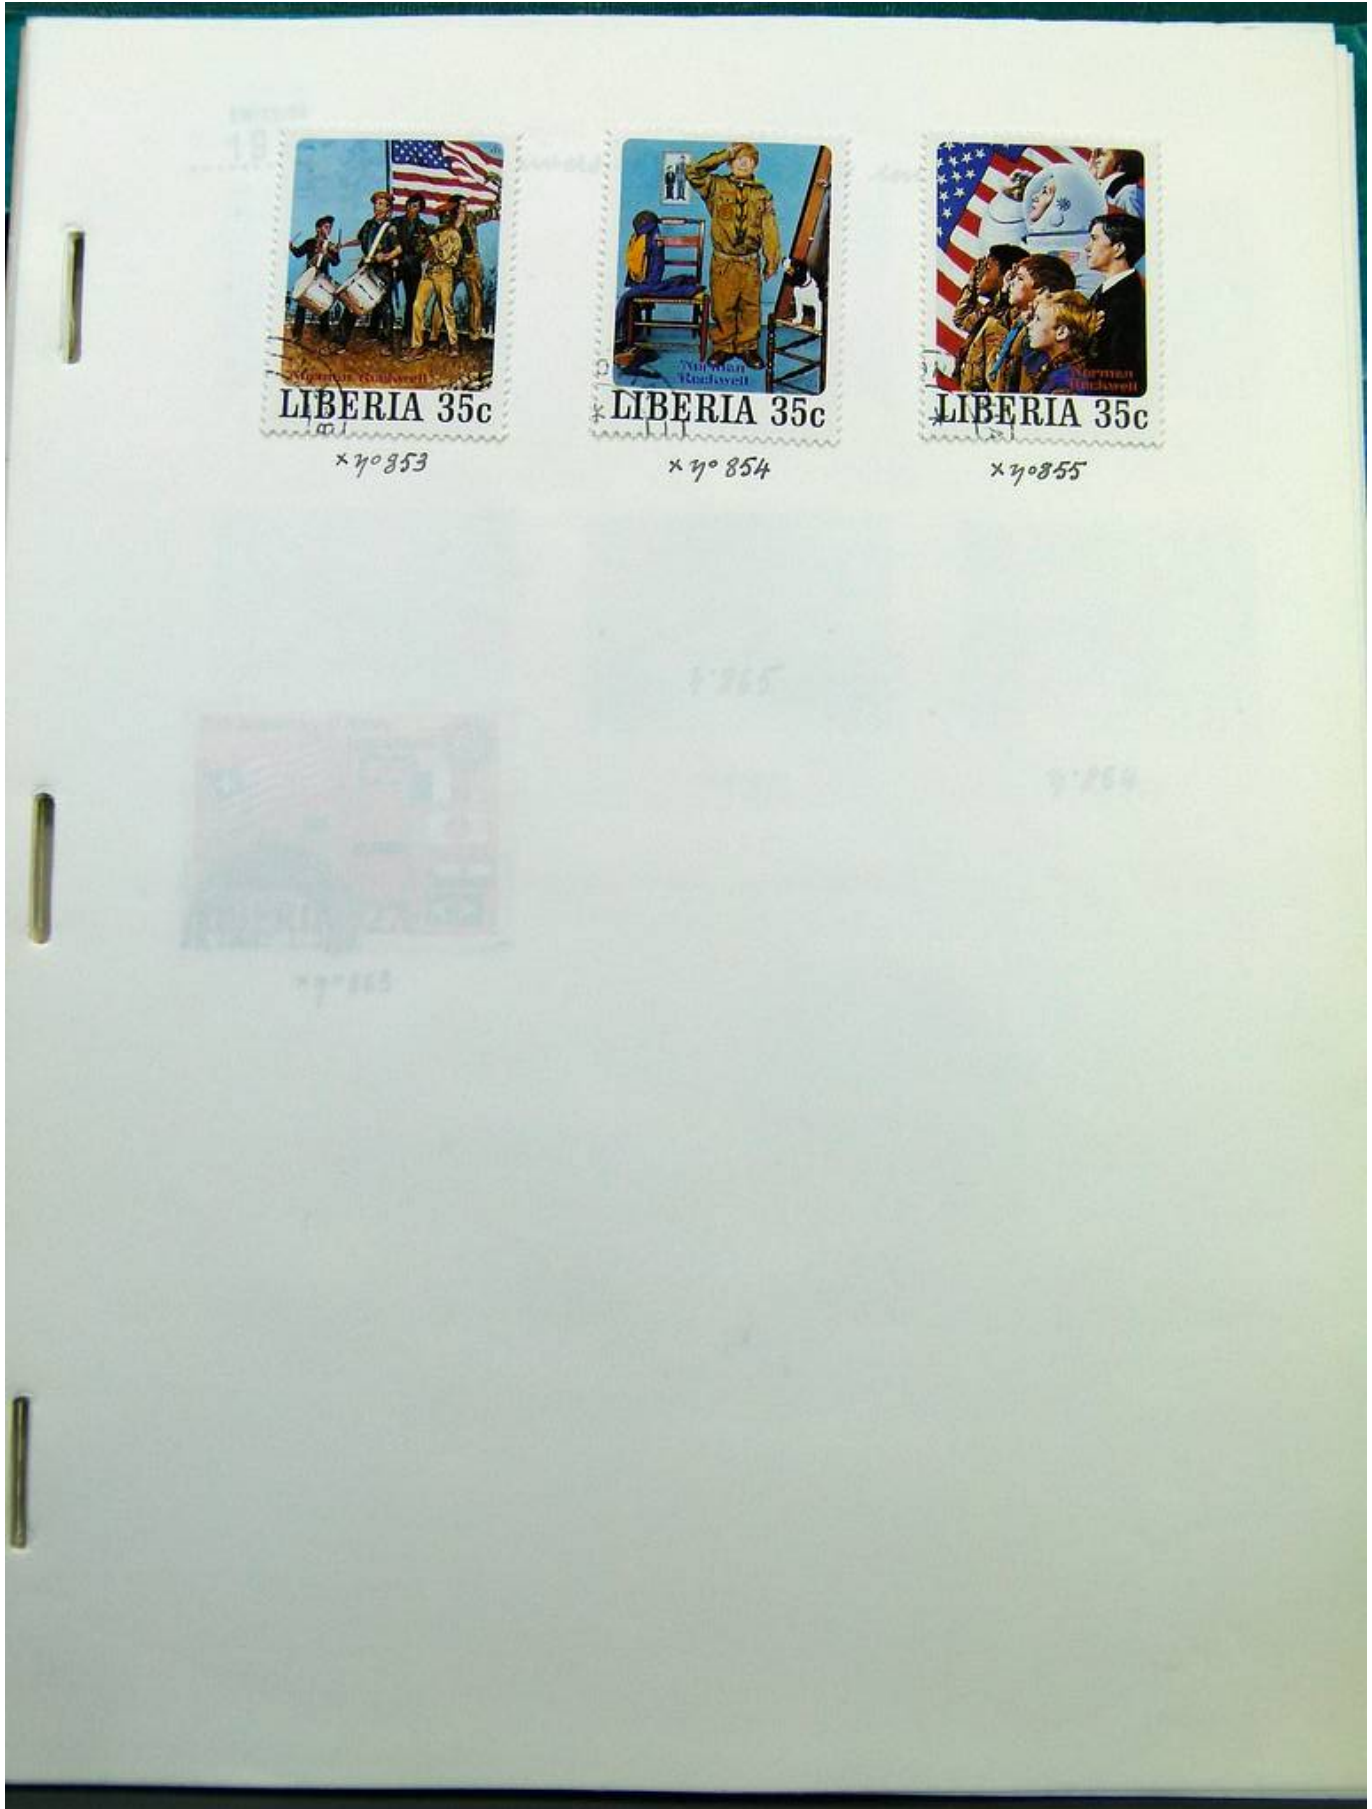 Norman Rockwell
LIBERIA 35c
x yo 853
Norman
Rockwell
LIBERIA 35c
x yo 854
Norman
Rockwell
LIBERIA 35c
x yo 855